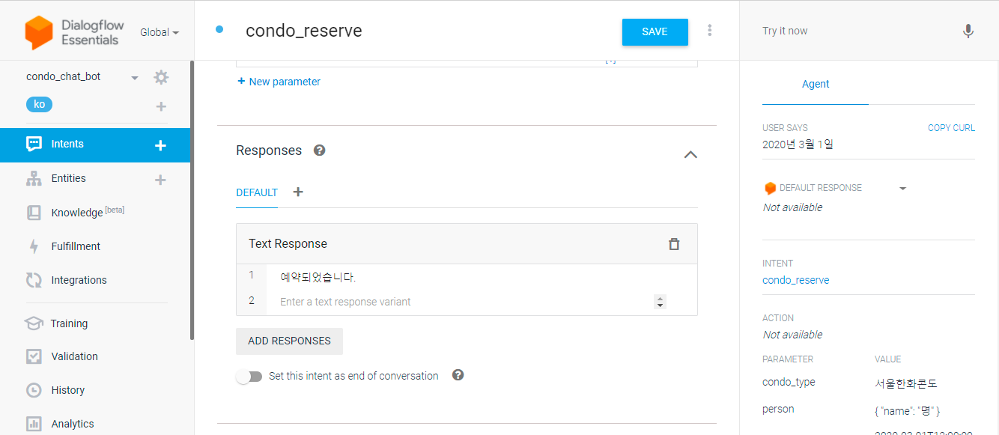 Dialogflow
Essentials
Global
condo_reserve
SAVE
Try it now
condo_chat_bot
ko
Intents
Entities
Knowledge [beta]
Fulfillment
Integrations
Training
Validation
History
Analytics
+ New parameter
Responses
DEFAULT +
Text Response
1 예약되었습니다.
2 Enter a text response variant
ADD RESPONSES
Set this intent as end of conversation
Agent
USER SAYS COPY CURL
2020년 3월 1일
DEFAULT RESPONSE
Not available
INTENT
condo_reserve
ACTION
Not available
PARAMETER VALUE
condo_type 서울한화콘도
person { "name": "명" }